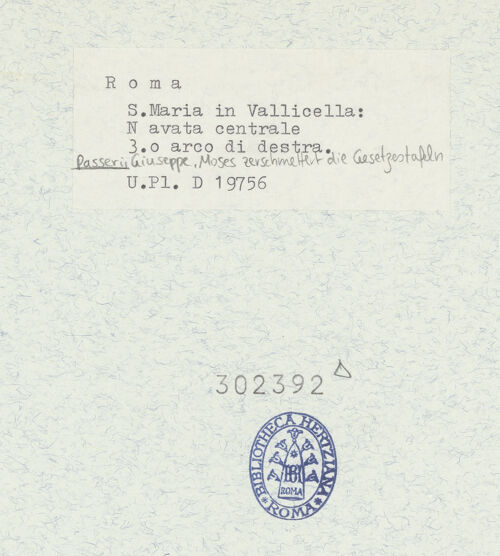 R o m a
S.Maria in Vallicella:
N avata centrale
3.o arco di destra.
Passeri, Giuseppe, Moses zerschmettert die Gesetzestafeln
U.Pl. D 19756
302392
BIBLIOTHECA HERTZIANA
BH
ROMA
* ROMA *